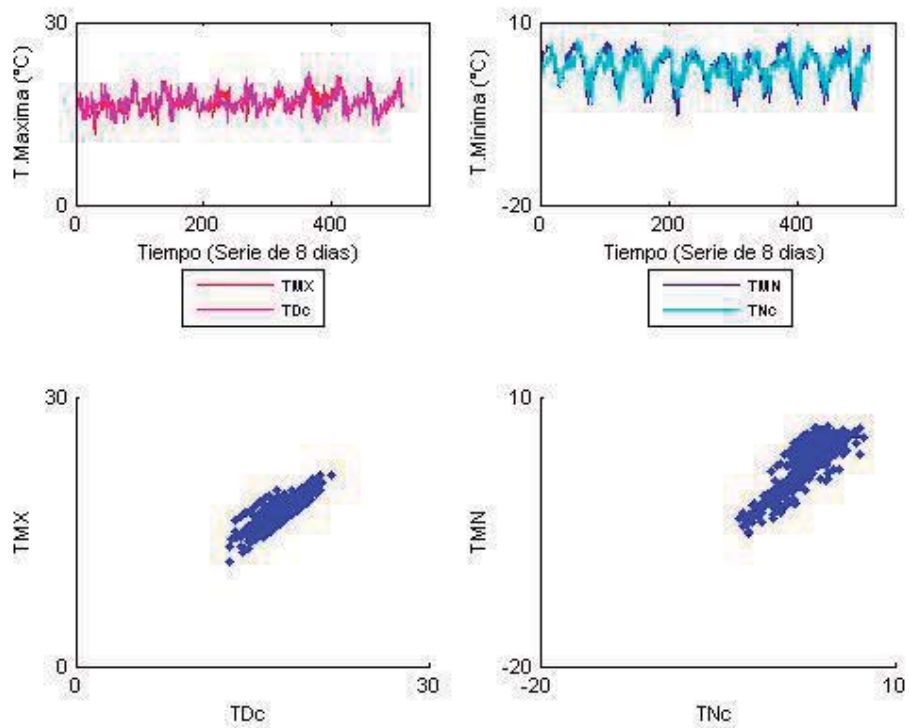 30
T.Maxima (°C)
0
0 200 400
Tiempo (Serie de 8 dias)
TMX
TDc
10
T.Minima (°C)
-20
0 200 400
Tiempo (Serie de 8 dias)
TMN
TNc
30
TMX
0
0 30
TDc
10
TMN
-20
-20 10
TNc